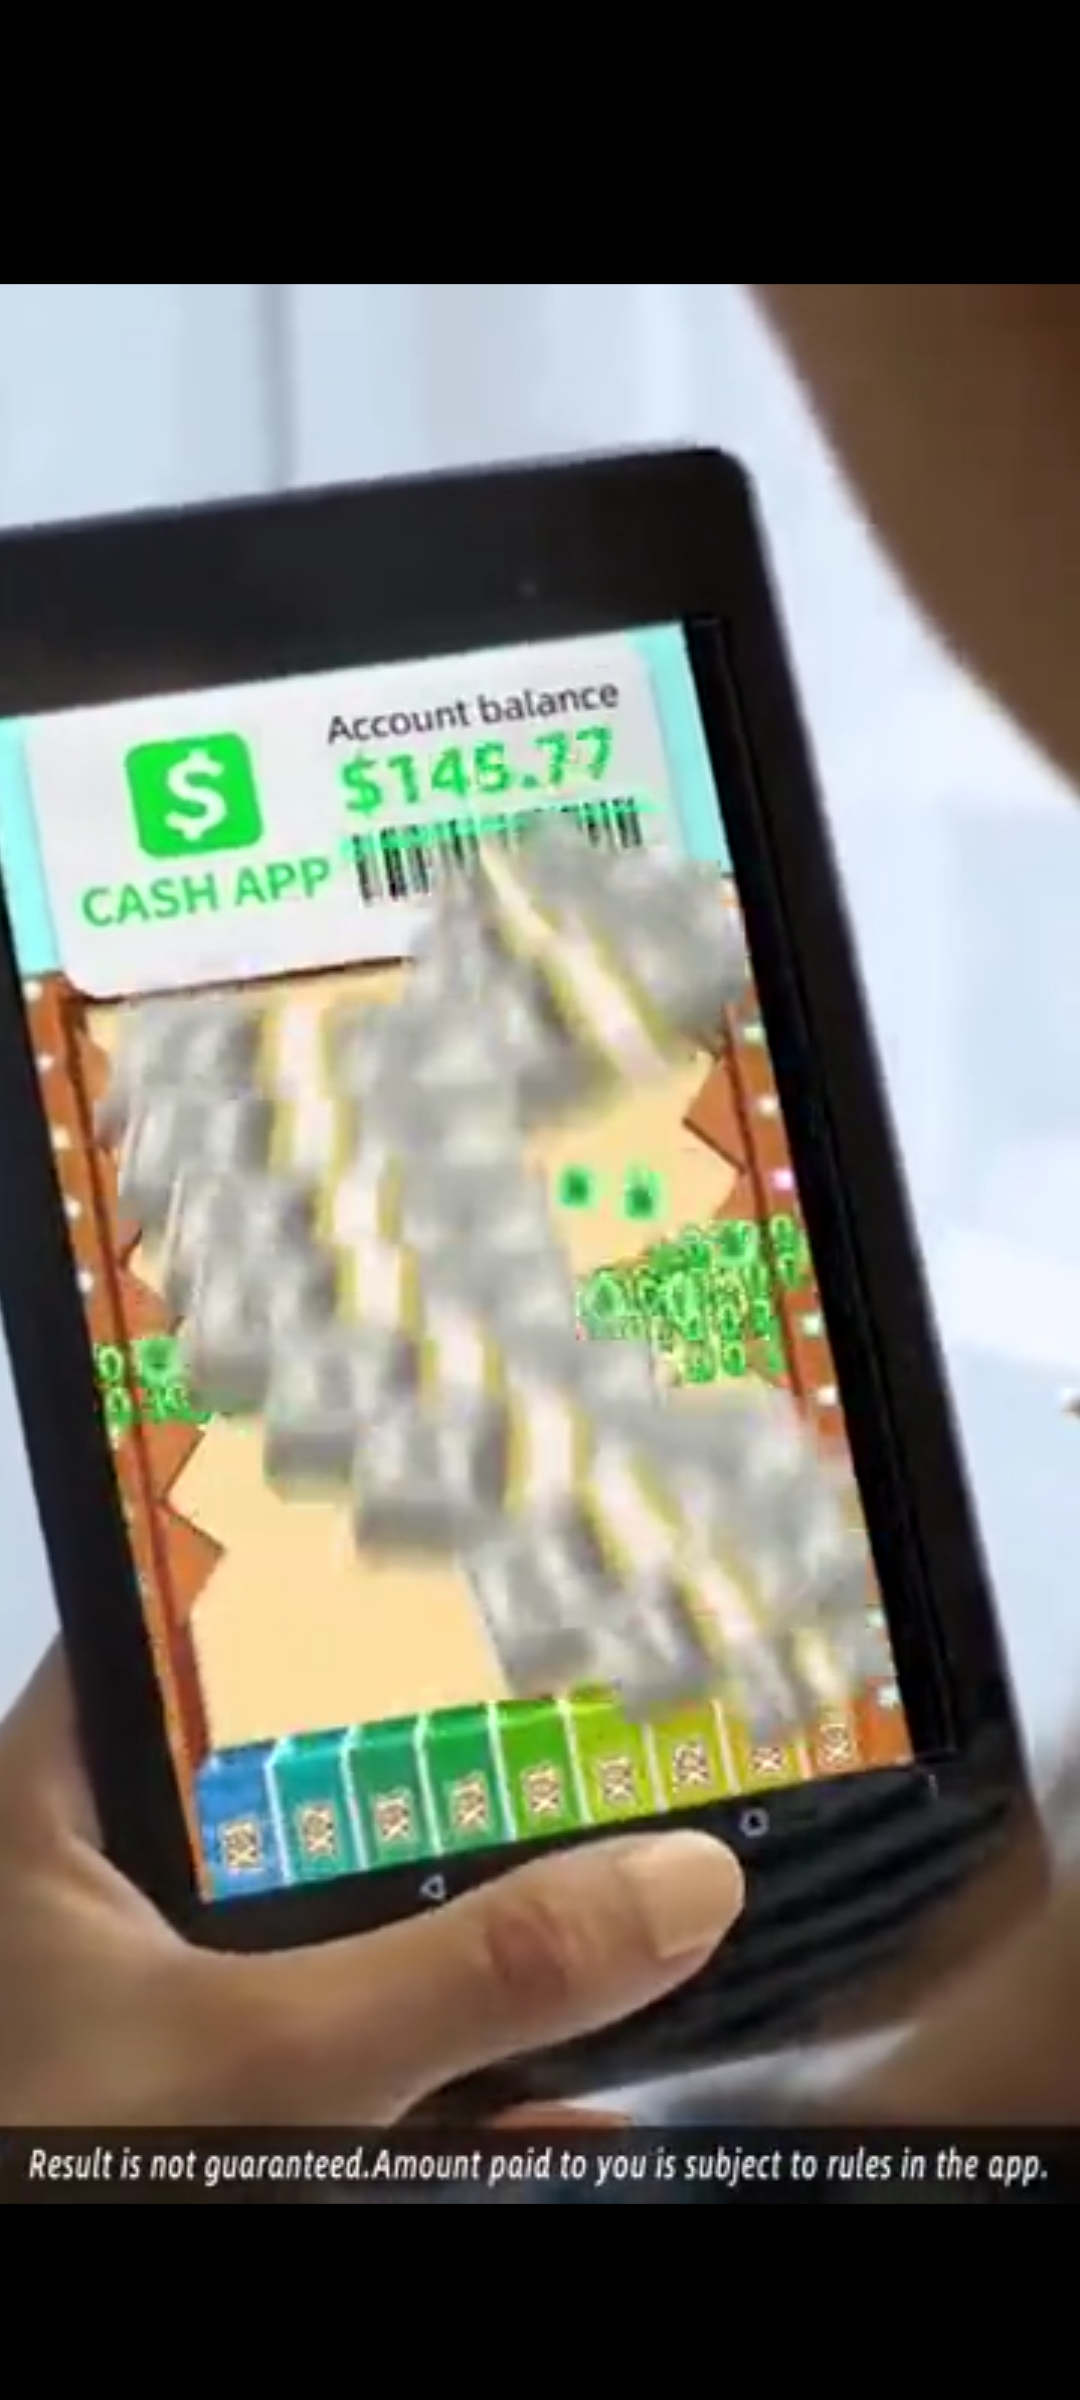 Account balance
$145.77
$
CASH APP
Result is not guaranteed.Amount paid to you is subject to rules in the app.